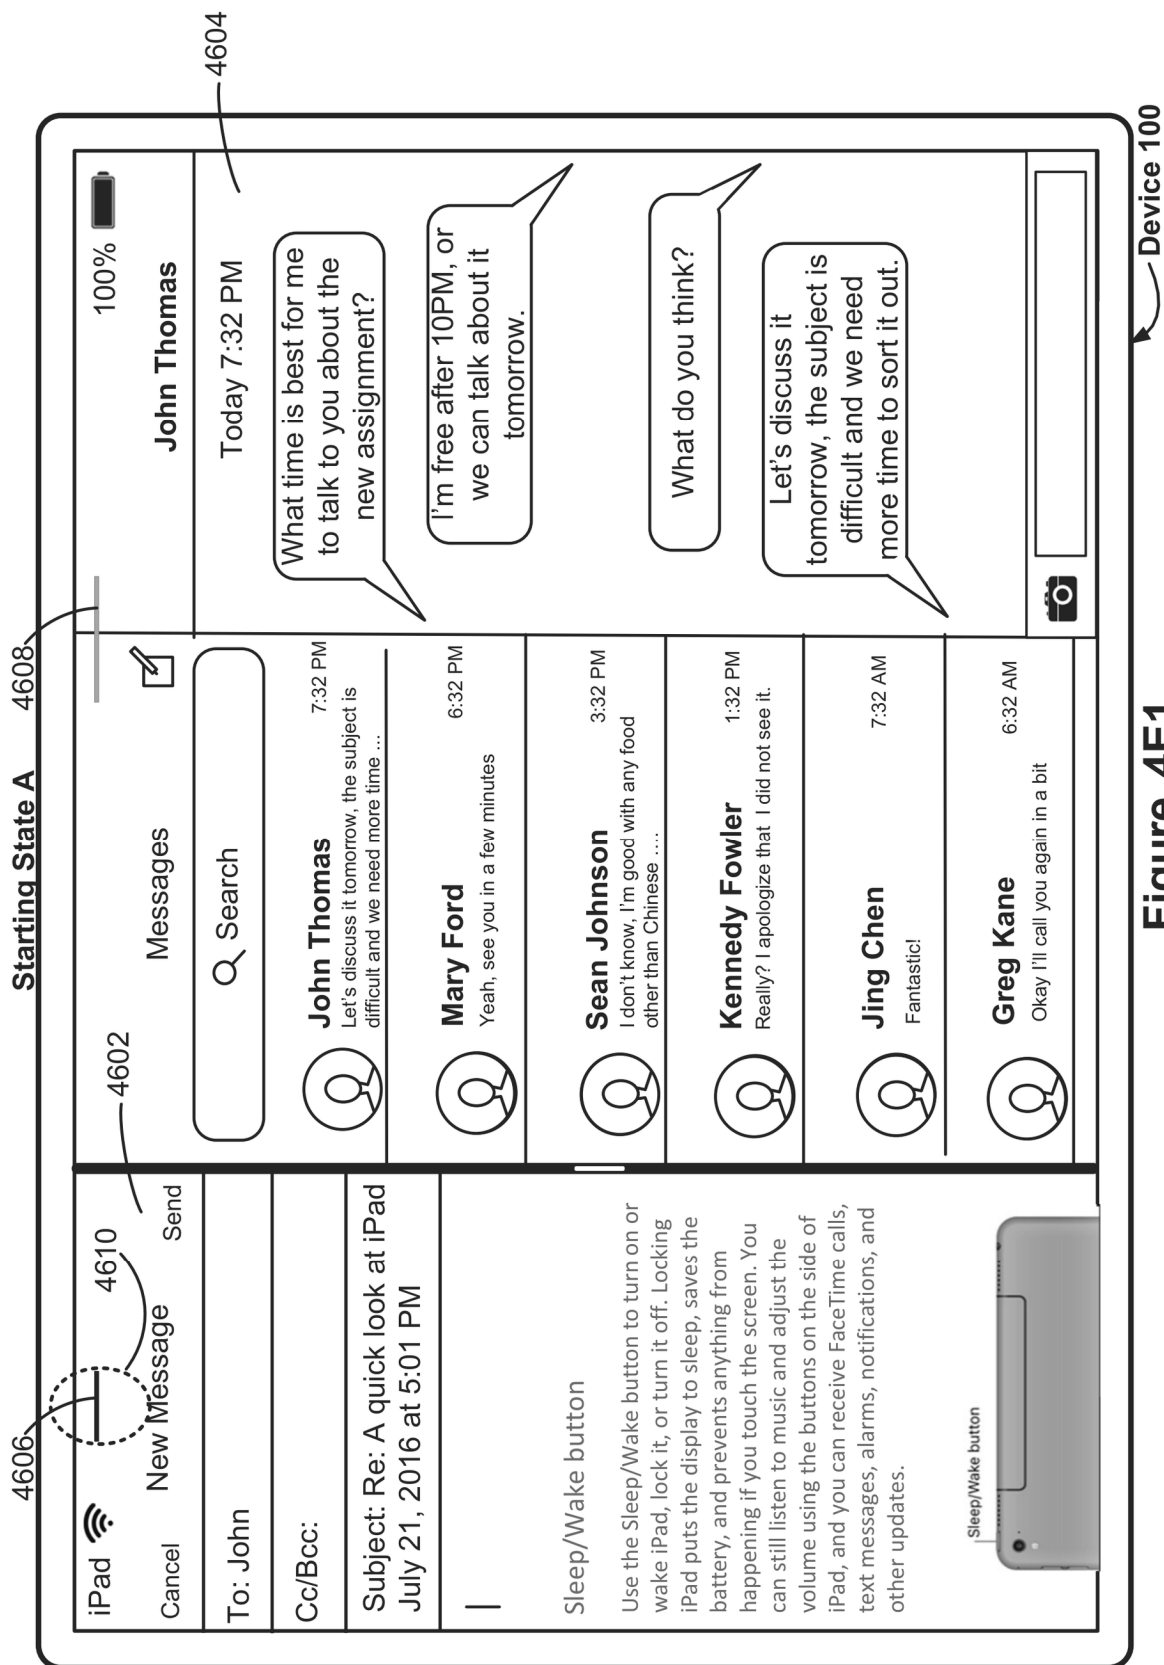 Starting State A
4606
4610
4602
4608
4604
iPad
100%
Cancel
New Message
Send
To: John
Cc/Bcc:
Subject: Re: A quick look at iPad
July 21, 2016 at 5:01 PM
Sleep/Wake button
Use the Sleep/Wake button to turn on or
wake iPad, lock it, or turn it off. Locking
iPad puts the display to sleep, saves the
battery, and prevents anything from
happening if you touch the screen. You
can still listen to music and adjust the
volume using the buttons on the side of
iPad, and you can receive FaceTime calls,
text messages, alarms, notifications, and
other updates.
Sleep/Wake button
Messages
Search
John Thomas
7:32 PM
Let's discuss it tomorrow, the subject is
difficult and we need more time ...
Mary Ford
6:32 PM
Yeah, see you in a few minutes
Sean Johnson
3:32 PM
I don't know, I'm good with any food
other than Chinese ....
Kennedy Fowler
1:32 PM
Really? I apologize that I did not see it.
Jing Chen
7:32 AM
Fantastic!
Greg Kane
6:32 AM
Okay I'll call you again in a bit
John Thomas
Today 7:32 PM
What time is best for me
to talk to you about the
new assignment?
I'm free after 10PM, or
we can talk about it
tomorrow.
What do you think?
Let's discuss it
tomorrow, the subject is
difficult and we need
more time to sort it out.
Device 100
Figure 4E1